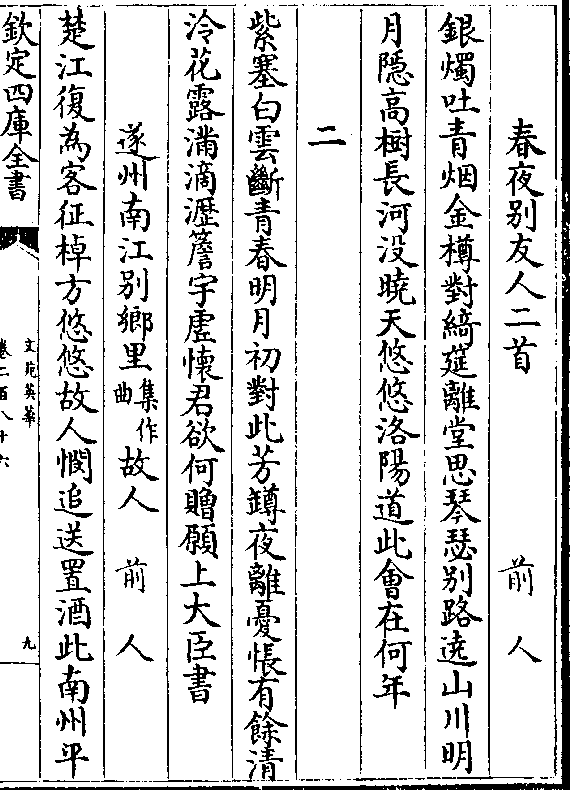 春夜别友人二首　前人
銀燭吐青烟金樽對綺筵離堂思琴瑟别路遶山川明
月隱高樹長河没曉天悠悠洛陽道此會在何年
二
紫塞白雲斷青春明月初對此芳罇夜離憂悵有餘清
泠花露滿滴瀝簷宇虚懷君欲何贈願上大臣書
遂州南江别鄉里集作曲故人　前人
楚江復為客征棹方悠悠故人憫追送置酒此南州平
欽定四庫全書
文苑英華
卷二百八十六
九